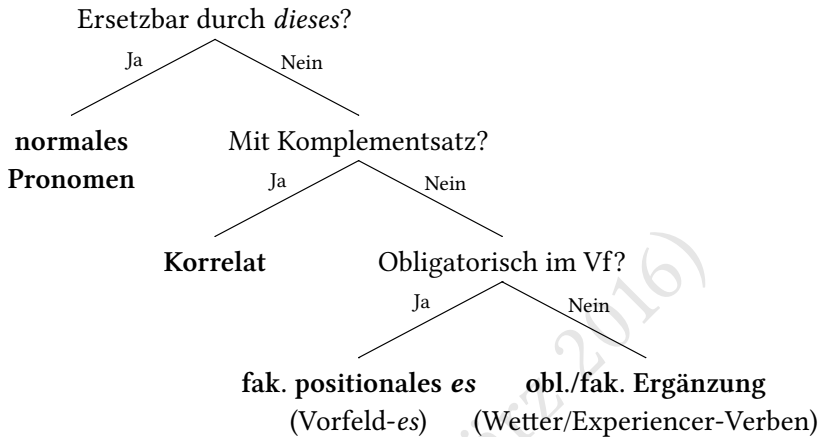 Ersetzbar durch dieses?
Ja
Nein
normales
Pronomen
Mit Komplementsatz?
Ja
Nein
Korrelat
Obligatorisch im Vf?
Ja
Nein
fak. positionales es
(Vorfeld-es)
obl./fak. Ergänzung
(Wetter/Experiencer-Verben)
2016)